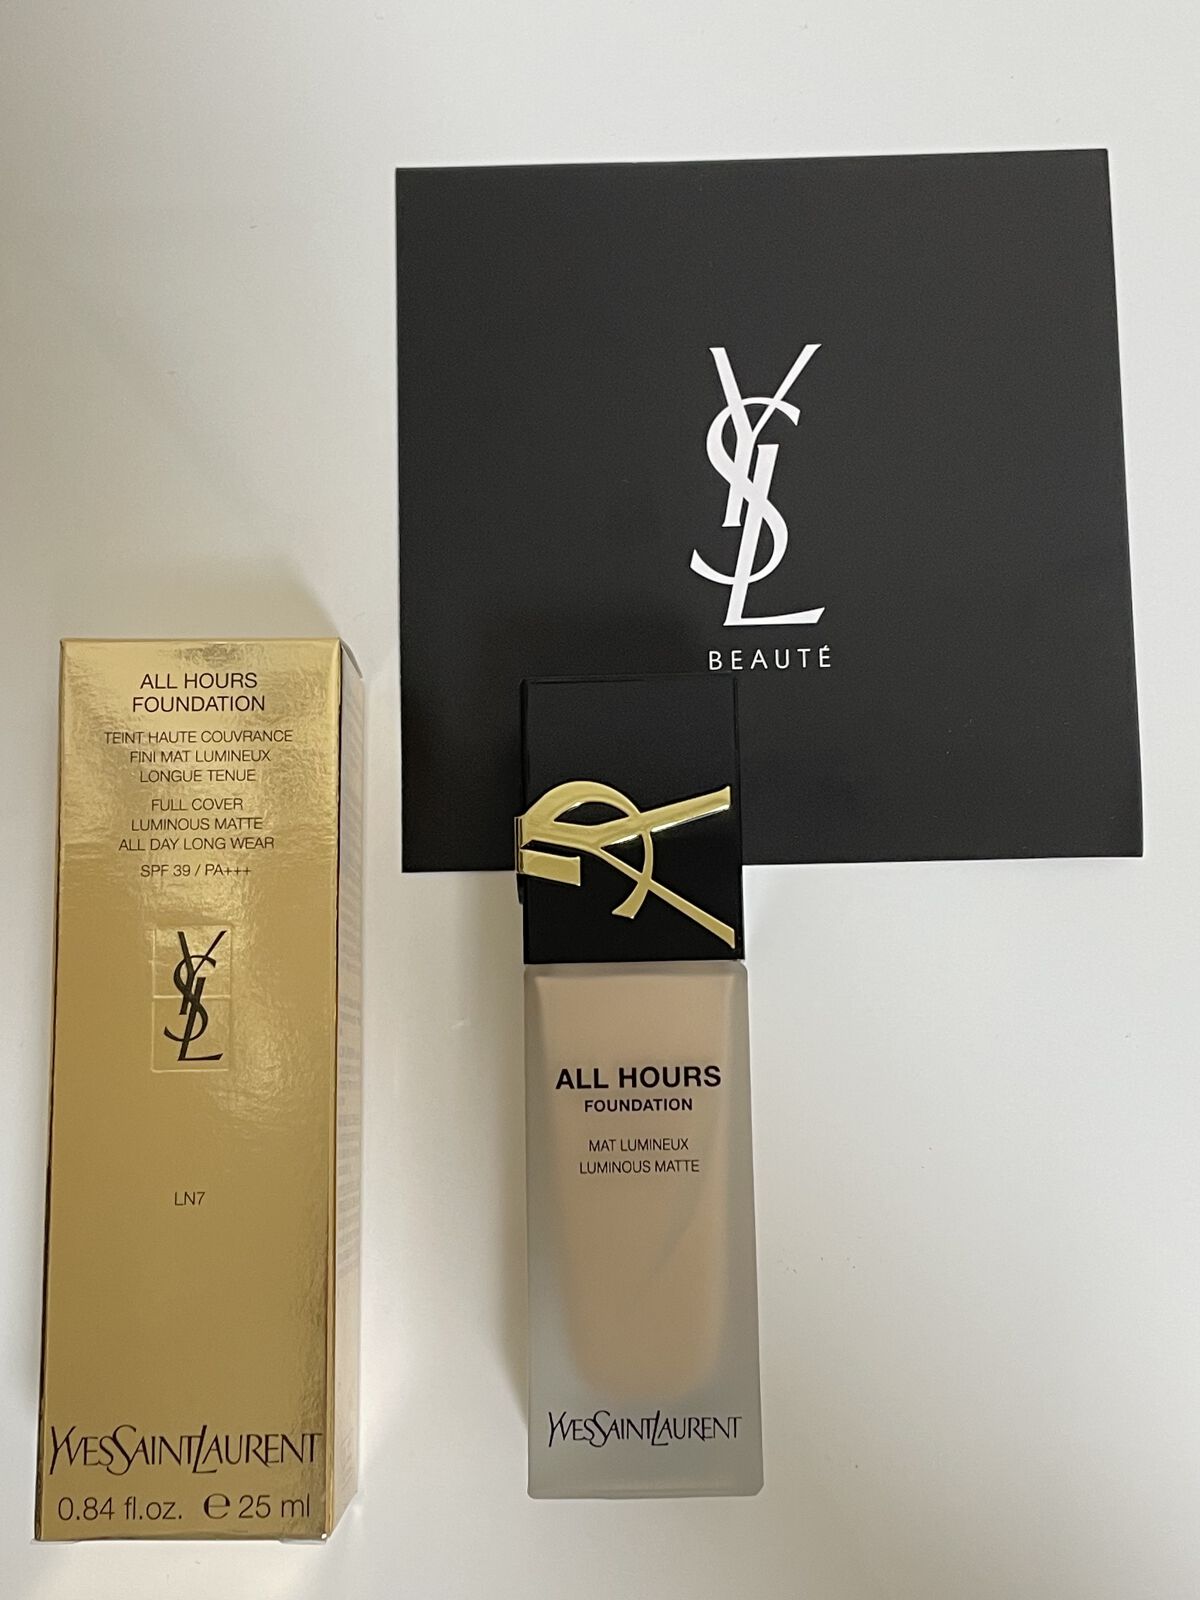 YSL
BEAUTÉ
ALL HOURS
FOUNDATION
TEINT HAUTE COUVRANCE
FINI MAT LUMINEUX
LONGUE TENUE
FULL COVER
LUMINOUS MATTE
ALL DAY LONG WEAR
SPF 39 / PA+++
YSL
LN7
YVESSAINTLAURENT
0.84 fl.oz. ℮ 25 ml
YSL
ALL HOURS
FOUNDATION
MAT LUMINEUX
LUMINOUS MATTE
YVESSAINTLAURENT